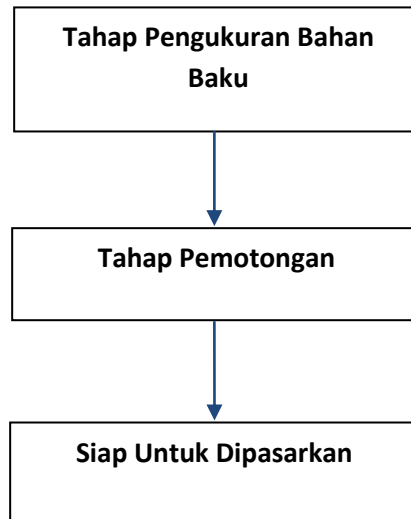 Tahap Pengukuran Bahan
Baku
Tahap Pemotongan
Siap Untuk Dipasarkan